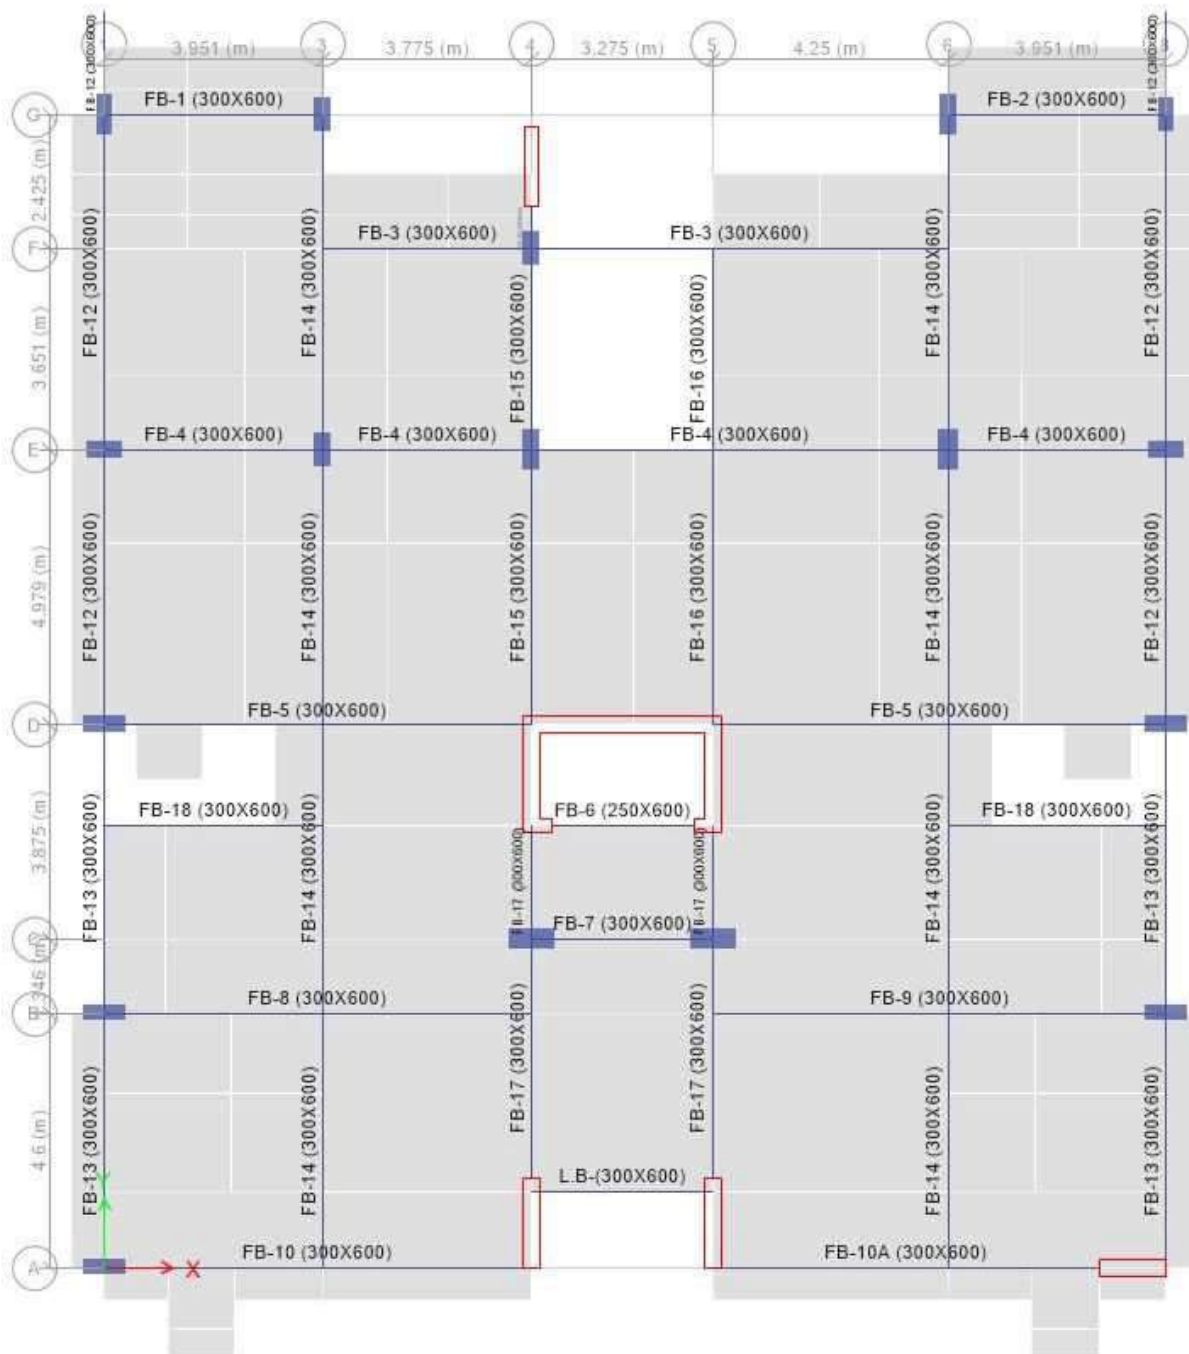 3.951 (m) 3.775 (m) 3.275 (m) 4.25 (m) 3.951 (m)
3 4 5 6
FB-12 (300X600)
FB-12 (300X600)
FB-1 (300X600)
FB-2 (300X600)
G
2.425 (m)
FB-12 (300X600)
FB-14 (300X600)
FB-14 (300X600)
FB-12 (300X600)
FB-3 (300X600)
FB-3 (300X600)
F
3.651 (m)
FB-15 (300X600)
FB-16 (300X600)
FB-4 (300X600)
FB-4 (300X600)
FB-4 (300X600)
FB-4 (300X600)
E
4.979 (m)
FB-12 (300X600)
FB-14 (300X600)
FB-15 (300X600)
FB-16 (300X600)
FB-14 (300X600)
FB-12 (300X600)
FB-5 (300X600)
FB-5 (300X600)
D
FB-18 (300X600)
FB-6 (250X600)
FB-18 (300X600)
3.875 (m)
FB-13 (300X600)
FB-14 (300X600)
FB-17
FB-17
FB-14 (300X600)
FB-13 (300X600)
FB-7 (300X600)
C
FB-8 (300X600)
FB-9 (300X600)
B
FB-17 (300X600)
FB-17 (300X600)
4.6 (m)
FB-13 (300X600)
FB-14 (300X600)
FB-14 (300X600)
FB-13 (300X600)
L.B-(300X600)
Y
FB-10 (300X600)
FB-10A (300X600)
A
X